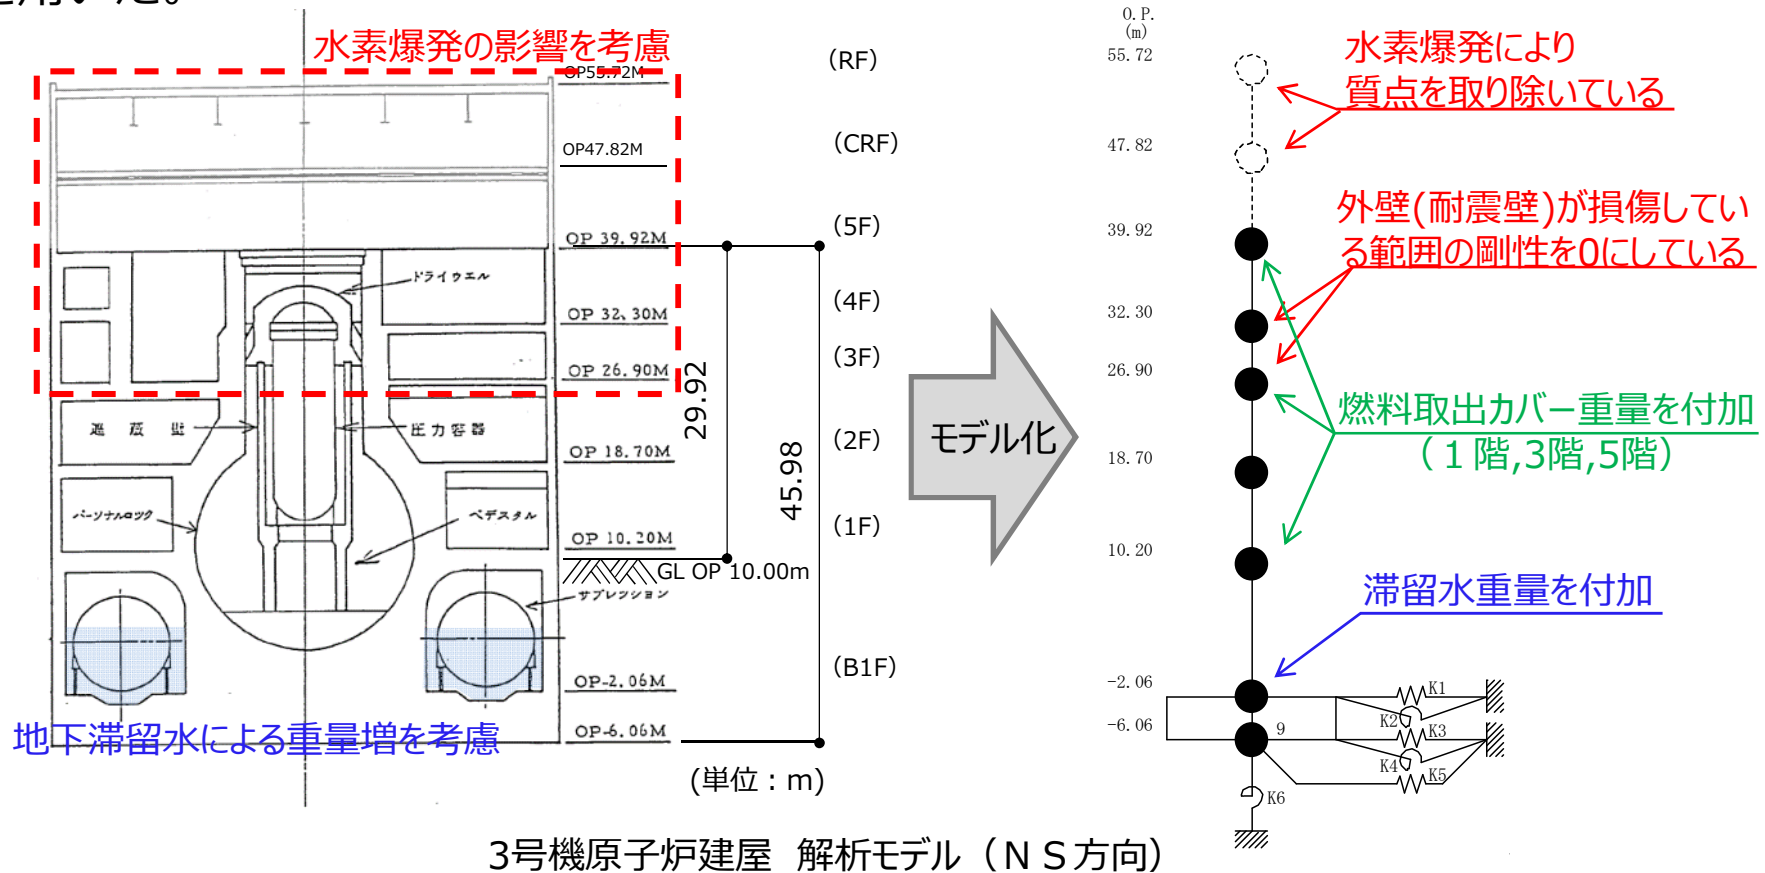 水素爆発の影響を考慮
OP55.72M
OP47.82M
OP 39.92M
ドライウエル
OP 32.30M
OP 26.90M
遮蔽壁
圧力容器
OP 18.70M
パーソナルロック
ペデスタル
OP 10.20M
GL OP 10.00m
サプレッション
OP-2.06M
地下滞留水による重量増を考慮
OP-6.06M
29.92
45.98
(単位：m)
(RF)
(CRF)
(5F)
(4F)
(3F)
(2F)
(1F)
(B1F)
モデル化
O.P.
(m)
55.72
47.82
39.92
32.30
26.90
18.70
10.20
-2.06
-6.06
水素爆発により
質点を取り除いている
外壁(耐震壁)が損傷してい
る範囲の剛性を0にしている
燃料取出カバー重量を付加
（１階,3階,5階）
滞留水重量を付加
K1
K2
9
K3
K4
K5
K6
3号機原子炉建屋 解析モデル（ＮＳ方向）